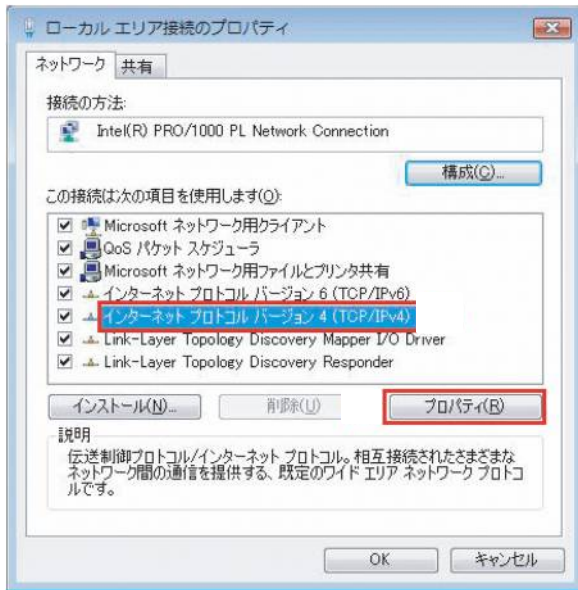 ローカル エリア接続のプロパティ
ネットワーク 共有
接続の方法:
Intel(R) PRO/1000 PL Network Connection
構成(C)...
この接続は次の項目を使用します(O):
Microsoft ネットワーク用クライアント
QoS パケット スケジューラ
Microsoft ネットワーク用ファイルとプリンタ共有
インターネット プロトコル バージョン 6 (TCP/IPv6)
インターネット プロトコル バージョン 4 (TCP/IPv4)
Link-Layer Topology Discovery Mapper I/O Driver
Link-Layer Topology Discovery Responder
インストール(N)... 削除(U) プロパティ(R)
説明
伝送制御プロトコル/インターネット プロトコル。相互接続されたさまざまな
ネットワーク間の通信を提供する、既定のワイド エリア ネットワーク プロトコ
ルです。
OK キャンセル